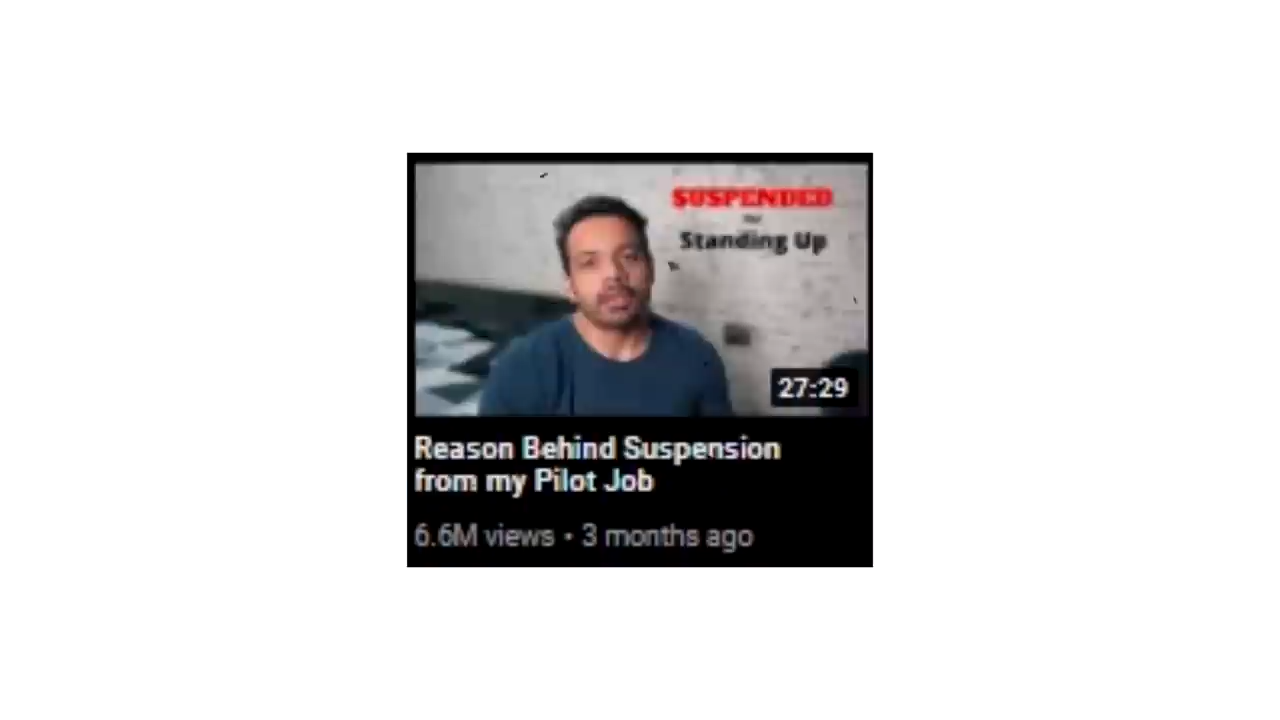 SUSPENDED
Standing Up
27:29
Reason Behind Suspension
from my Pilot Job
6.6M views • 3 months ago